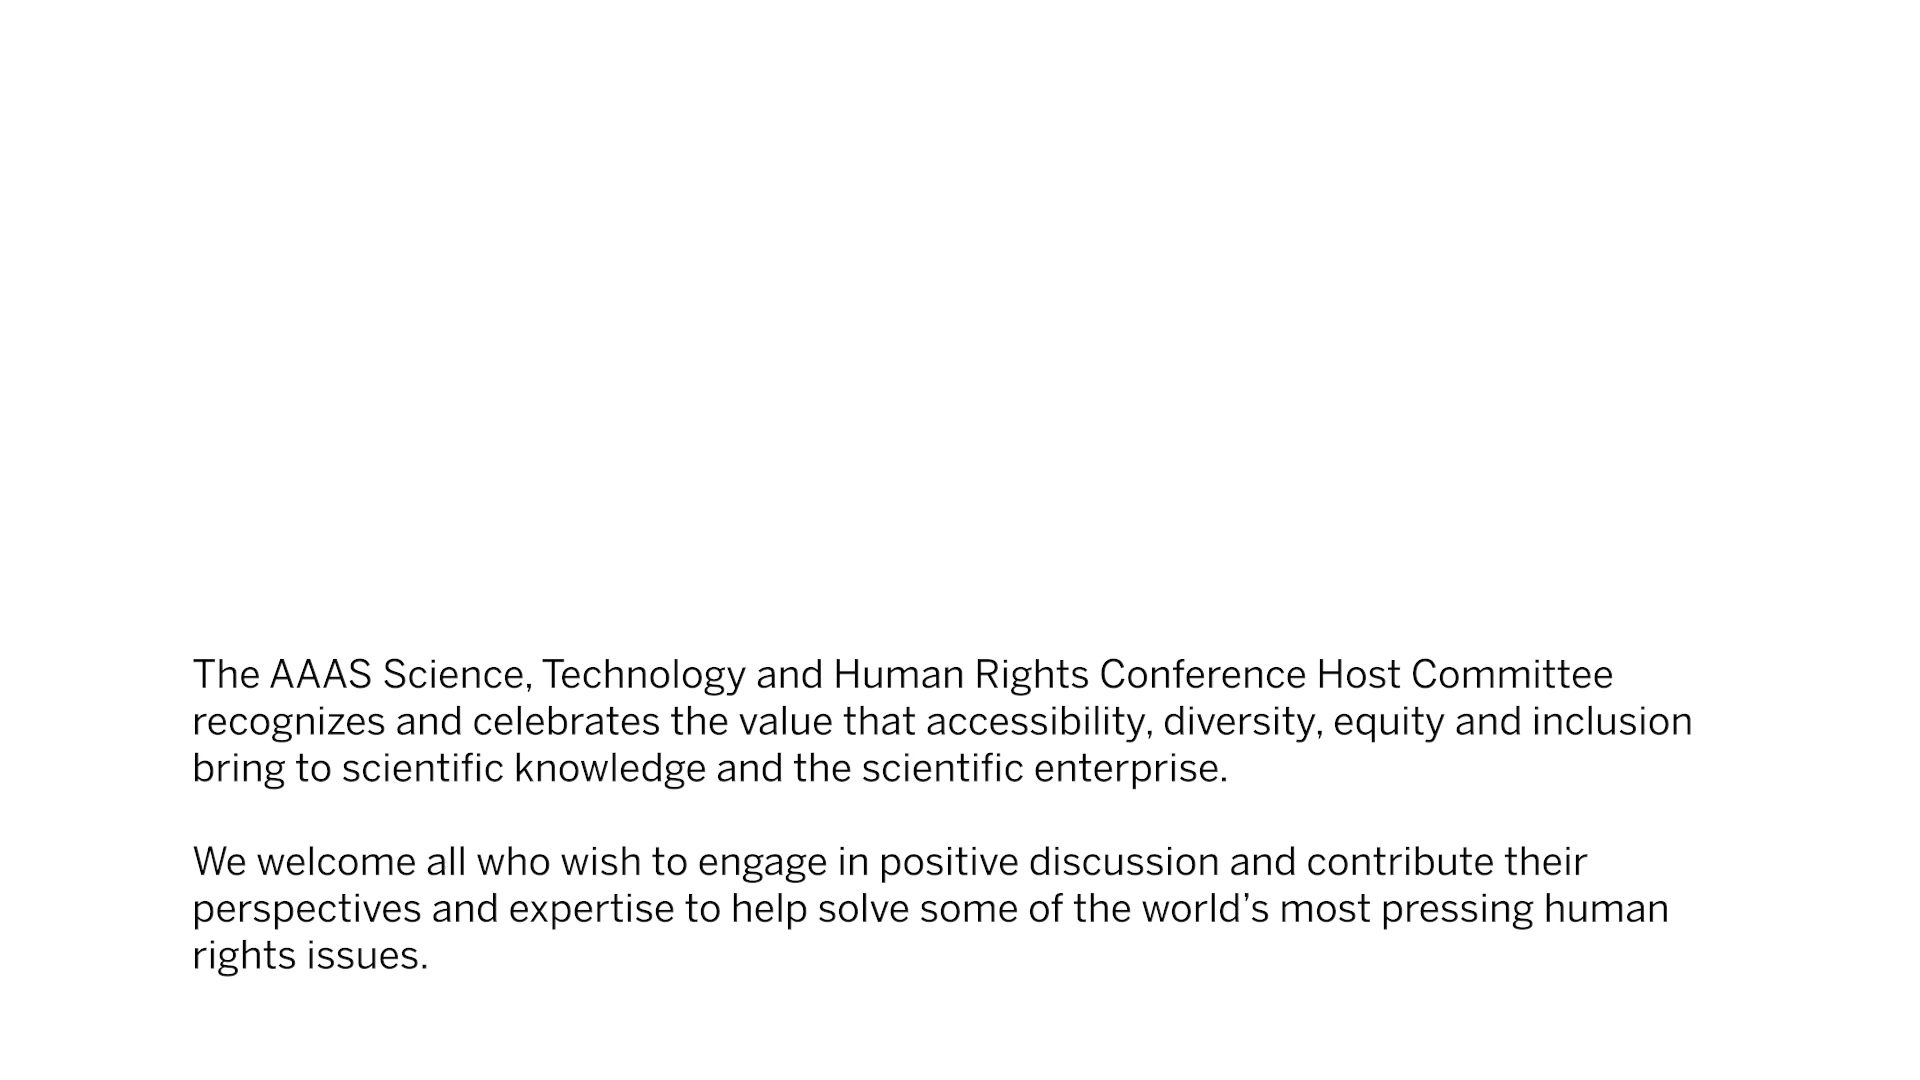 The AAAS Science, Technology and Human Rights Conference Host Committee
recognizes and celebrates the value that accessibility, diversity, equity and inclusion
bring to scientific knowledge and the scientific enterprise.
We welcome all who wish to engage in positive discussion and contribute their
perspectives and expertise to help solve some of the world’s most pressing human
rights issues.